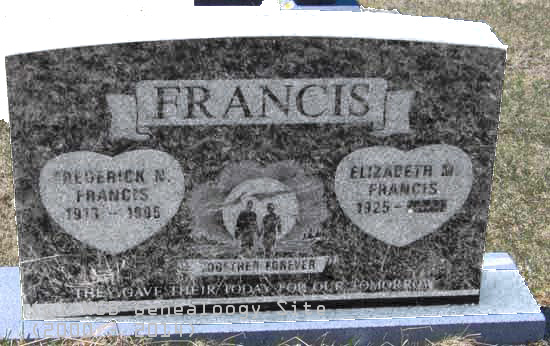 FRANCIS
FREDERICK N.
FRANCIS
ELIZABETH M.
FRANCIS
1925 -
TOGETHER FOREVER
THEY GAVE THEIR TODAY FOR OUR TOMORROW
Genealogy Site